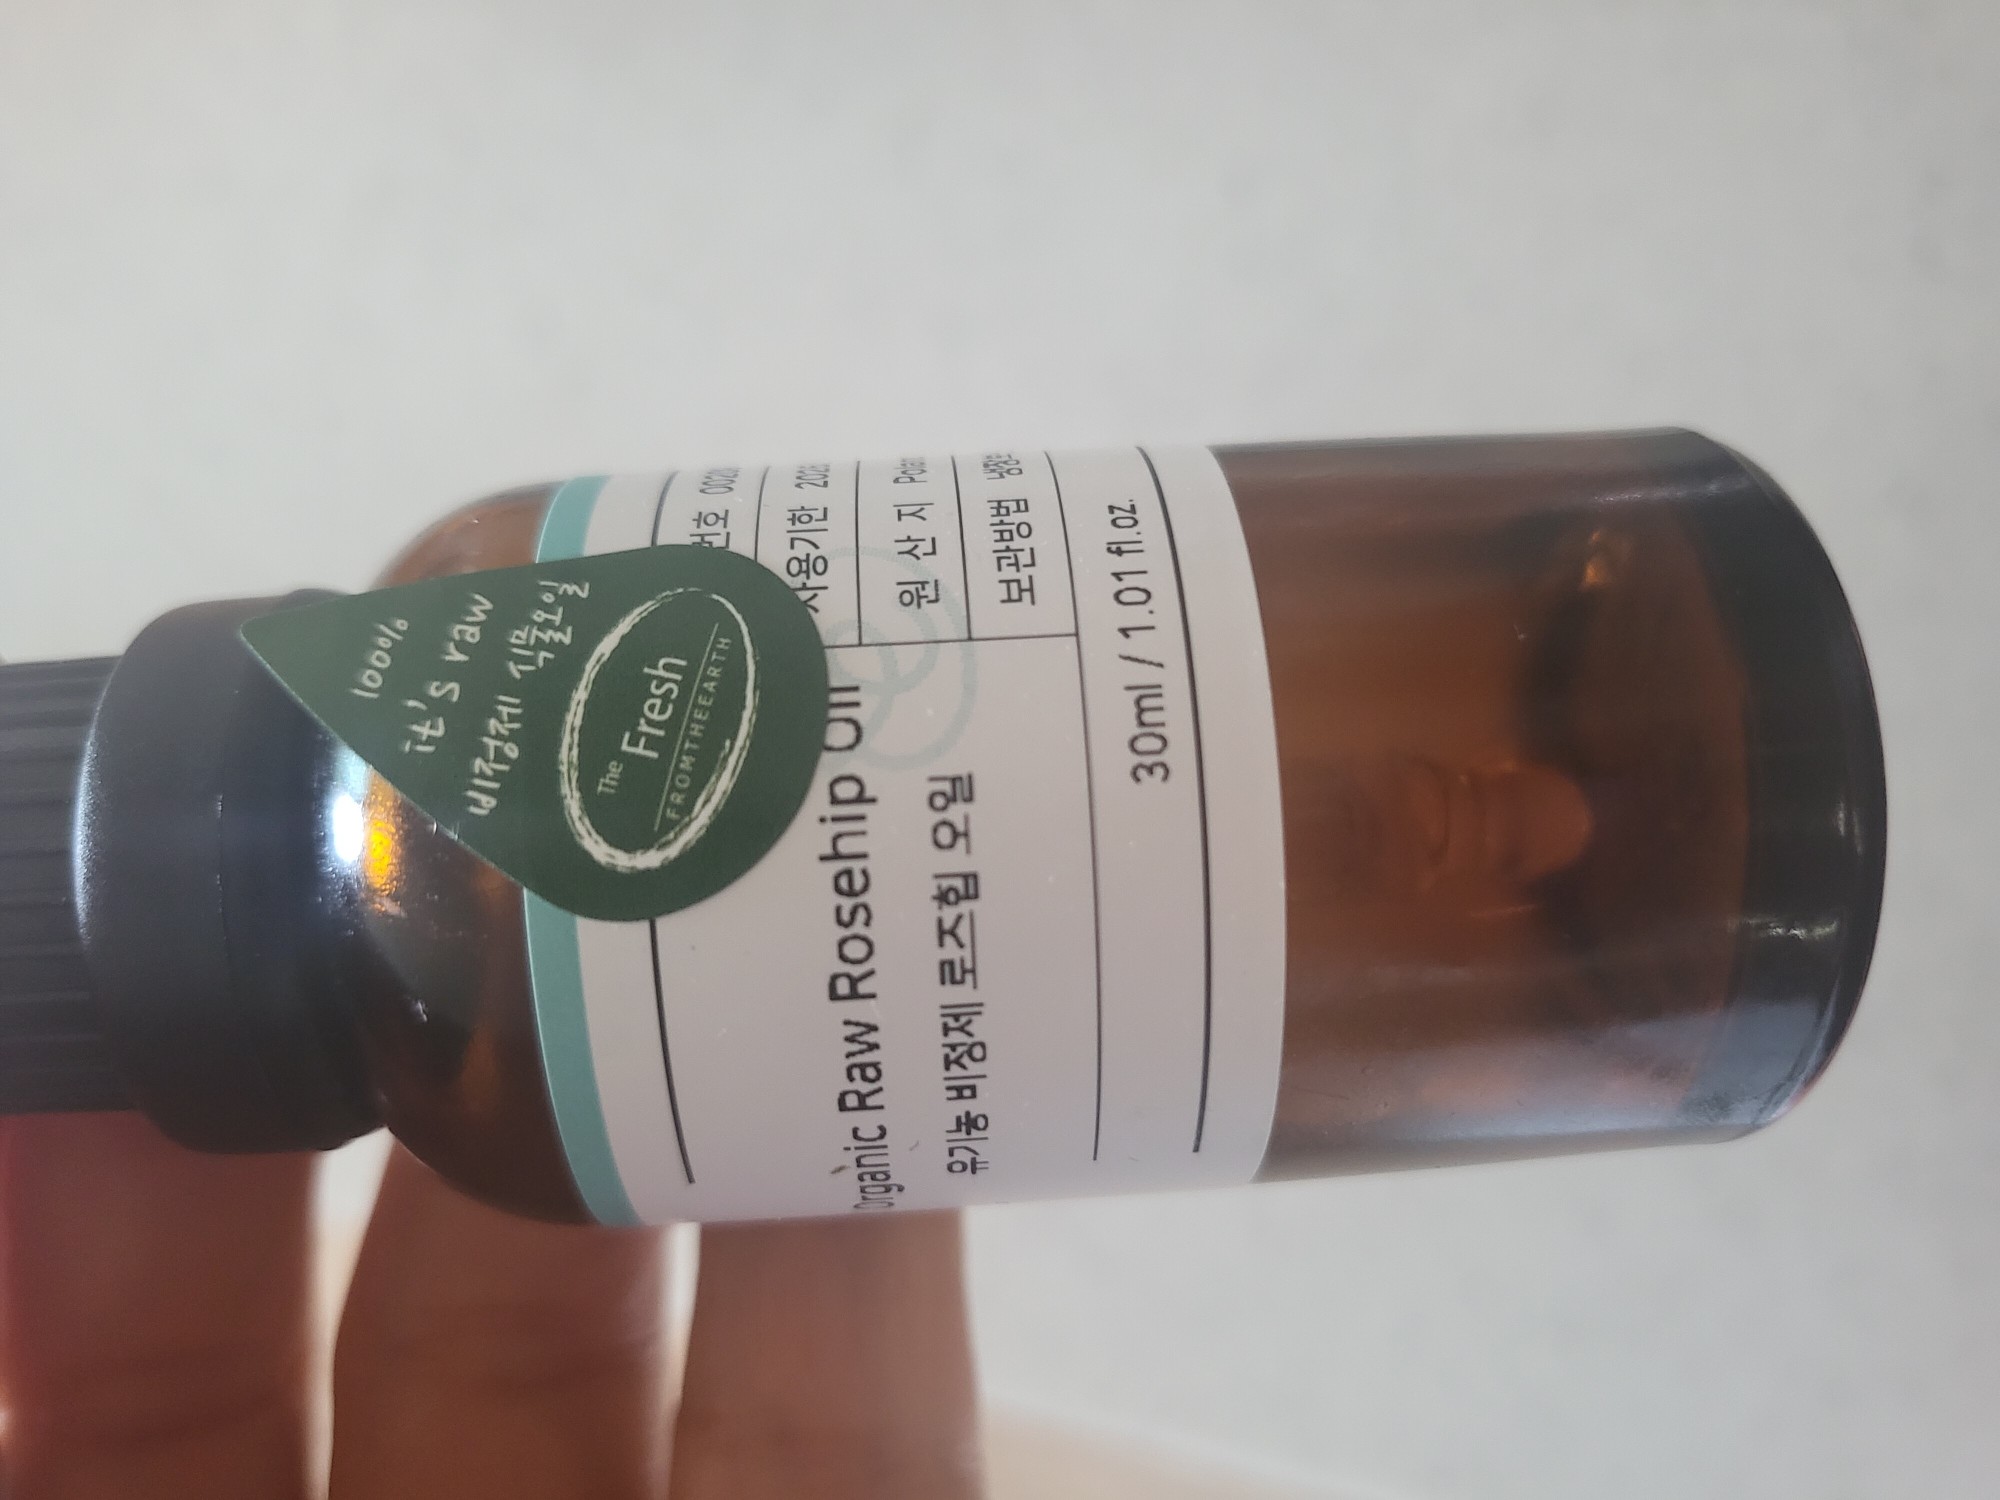 100%
it's raw
비정제 식물오일
The
Fresh
FROMTHEEARTH
번호
사용기한
원 산 지
보관방법
Organic Raw Rosehip Oil
유기농 비정제 로즈힙 오일
30ml / 1.01 fl.oz.